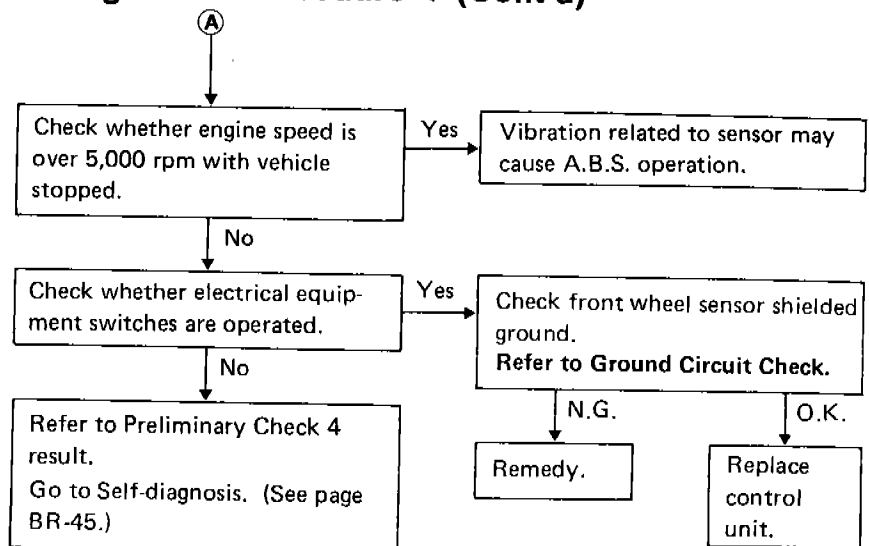 (Cont'd)
A
Check whether engine speed is
over 5,000 rpm with vehicle
stopped.
Yes
Vibration related to sensor may
cause A.B.S. operation.
No
Check whether electrical equip-
ment switches are operated.
Yes
Check front wheel sensor shielded
ground.
Refer to Ground Circuit Check.
No
N.G.
O.K.
Refer to Preliminary Check 4
result.
Go to Self-diagnosis. (See page
BR-45.)
Remedy.
Replace
control
unit.